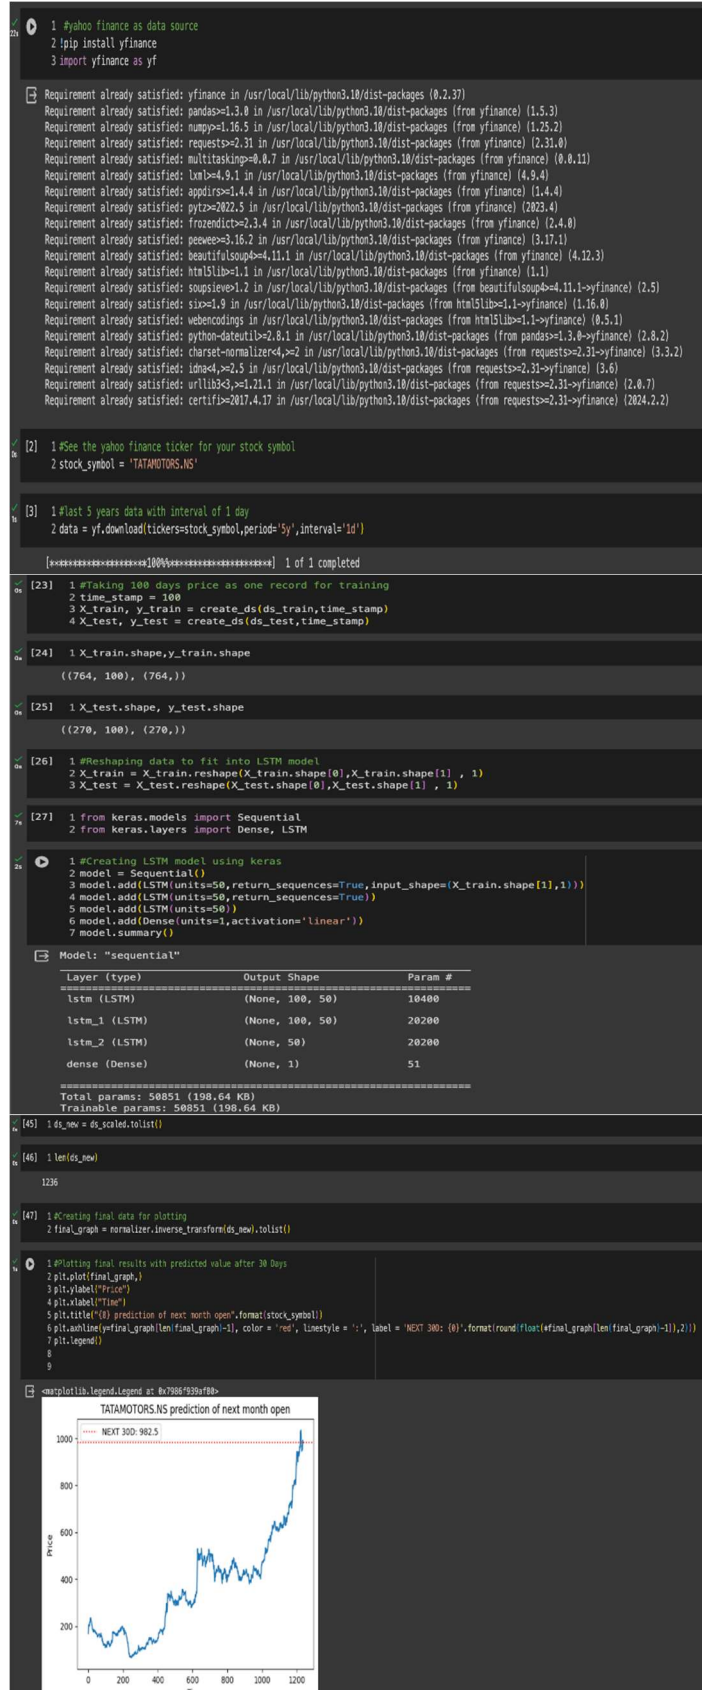 22s
1 #yahoo finance as data source
2 !pip install yfinance
3 import yfinance as yf
Requirement already satisfied: yfinance in /usr/local/lib/python3.10/dist-packages (0.2.37)
Requirement already satisfied: pandas>=1.3.0 in /usr/local/lib/python3.10/dist-packages (from yfinance) (1.5.3)
Requirement already satisfied: numpy>=1.16.5 in /usr/local/lib/python3.10/dist-packages (from yfinance) (1.25.2)
Requirement already satisfied: requests>=2.31 in /usr/local/lib/python3.10/dist-packages (from yfinance) (2.31.0)
Requirement already satisfied: multitasking>=0.0.7 in /usr/local/lib/python3.10/dist-packages (from yfinance) (0.0.11)
Requirement already satisfied: lxml>=4.9.1 in /usr/local/lib/python3.10/dist-packages (from yfinance) (4.9.4)
Requirement already satisfied: appdirs>=1.4.4 in /usr/local/lib/python3.10/dist-packages (from yfinance) (1.4.4)
Requirement already satisfied: pytz>=2022.5 in /usr/local/lib/python3.10/dist-packages (from yfinance) (2023.4)
Requirement already satisfied: frozendict>=2.3.4 in /usr/local/lib/python3.10/dist-packages (from yfinance) (2.4.0)
Requirement already satisfied: peewee>=3.16.2 in /usr/local/lib/python3.10/dist-packages (from yfinance) (3.17.1)
Requirement already satisfied: beautifulsoup4>=4.11.1 in /usr/local/lib/python3.10/dist-packages (from yfinance) (4.12.3)
Requirement already satisfied: html5lib>=1.1 in /usr/local/lib/python3.10/dist-packages (from yfinance) (1.1)
Requirement already satisfied: soupsieve>1.2 in /usr/local/lib/python3.10/dist-packages (from beautifulsoup4>=4.11.1->yfinance) (2.5)
Requirement already satisfied: six>=1.9 in /usr/local/lib/python3.10/dist-packages (from html5lib>=1.1->yfinance) (1.16.0)
Requirement already satisfied: webencodings in /usr/local/lib/python3.10/dist-packages (from html5lib>=1.1->yfinance) (0.5.1)
Requirement already satisfied: python-dateutil>=2.8.1 in /usr/local/lib/python3.10/dist-packages (from pandas>=1.3.0->yfinance) (2.8.2)
Requirement already satisfied: charset-normalizer<4,>=2 in /usr/local/lib/python3.10/dist-packages (from requests>=2.31->yfinance) (3.3.2)
Requirement already satisfied: idna<4,>=2.5 in /usr/local/lib/python3.10/dist-packages (from requests>=2.31->yfinance) (3.6)
Requirement already satisfied: urllib3<3,>=1.21.1 in /usr/local/lib/python3.10/dist-packages (from requests>=2.31->yfinance) (2.0.7)
Requirement already satisfied: certifi>=2017.4.17 in /usr/local/lib/python3.10/dist-packages (from requests>=2.31->yfinance) (2024.2.2)
0s [2] 1 #See the yahoo finance ticker for your stock symbol
2 stock_symbol = 'TATAMOTORS.NS'
1s [3] 1 #last 5 years data with interval of 1 day
2 data = yf.download(tickers=stock_symbol,period='5y',interval='1d')
[*********************100%%**********************] 1 of 1 completed
0s [23] 1 #Taking 100 days price as one record for training
2 time_stamp = 100
3 X_train, y_train = create_ds(ds_train,time_stamp)
4 X_test, y_test = create_ds(ds_test,time_stamp)
0s [24] 1 X_train.shape,y_train.shape
((764, 100), (764,))
0s [25] 1 X_test.shape, y_test.shape
((270, 100), (270,))
0s [26] 1 #Reshaping data to fit into LSTM model
2 X_train = X_train.reshape(X_train.shape[0],X_train.shape[1] , 1)
3 X_test = X_test.reshape(X_test.shape[0],X_test.shape[1] , 1)
7s [27] 1 from keras.models import Sequential
2 from keras.layers import Dense, LSTM
2s 1 #Creating LSTM model using keras
2 model = Sequential()
3 model.add(LSTM(units=50,return_sequences=True,input_shape=(X_train.shape[1],1)))
4 model.add(LSTM(units=50,return_sequences=True))
5 model.add(LSTM(units=50))
6 model.add(Dense(units=1,activation='linear'))
7 model.summary()
Model: "sequential"
Layer (type) Output Shape Param #
lstm (LSTM) (None, 100, 50) 10400
lstm_1 (LSTM) (None, 100, 50) 20200
lstm_2 (LSTM) (None, 50) 20200
dense (Dense) (None, 1) 51
Total params: 50851 (198.64 KB)
Trainable params: 50851 (198.64 KB)
[45] 1 ds_new = ds_scaled.tolist()
[46] 1 len(ds_new)
1236
[47] 1 #Creating final data for plotting
2 final_graph = normalizer.inverse_transform(ds_new).tolist()
1 #Plotting final results with predicted value after 30 Days
2 plt.plot(final_graph,)
3 plt.ylabel("Price")
4 plt.xlabel("Time")
5 plt.title("{0} prediction of next month open".format(stock_symbol))
6 plt.axhline(y=final_graph[len(final_graph)-1], color = 'red', linestyle = ':', label = 'NEXT 30D: {0}'.format(round(float(*final_graph[len(final_graph)-1]),2)))
7 plt.legend()
8
9
<matplotlib.legend.Legend at 0x7986f939af80>
TATAMOTORS.NS prediction of next month open
NEXT 30D: 982.5
1000
800
600
400
200
Price
0 200 400 600 800 1000 1200